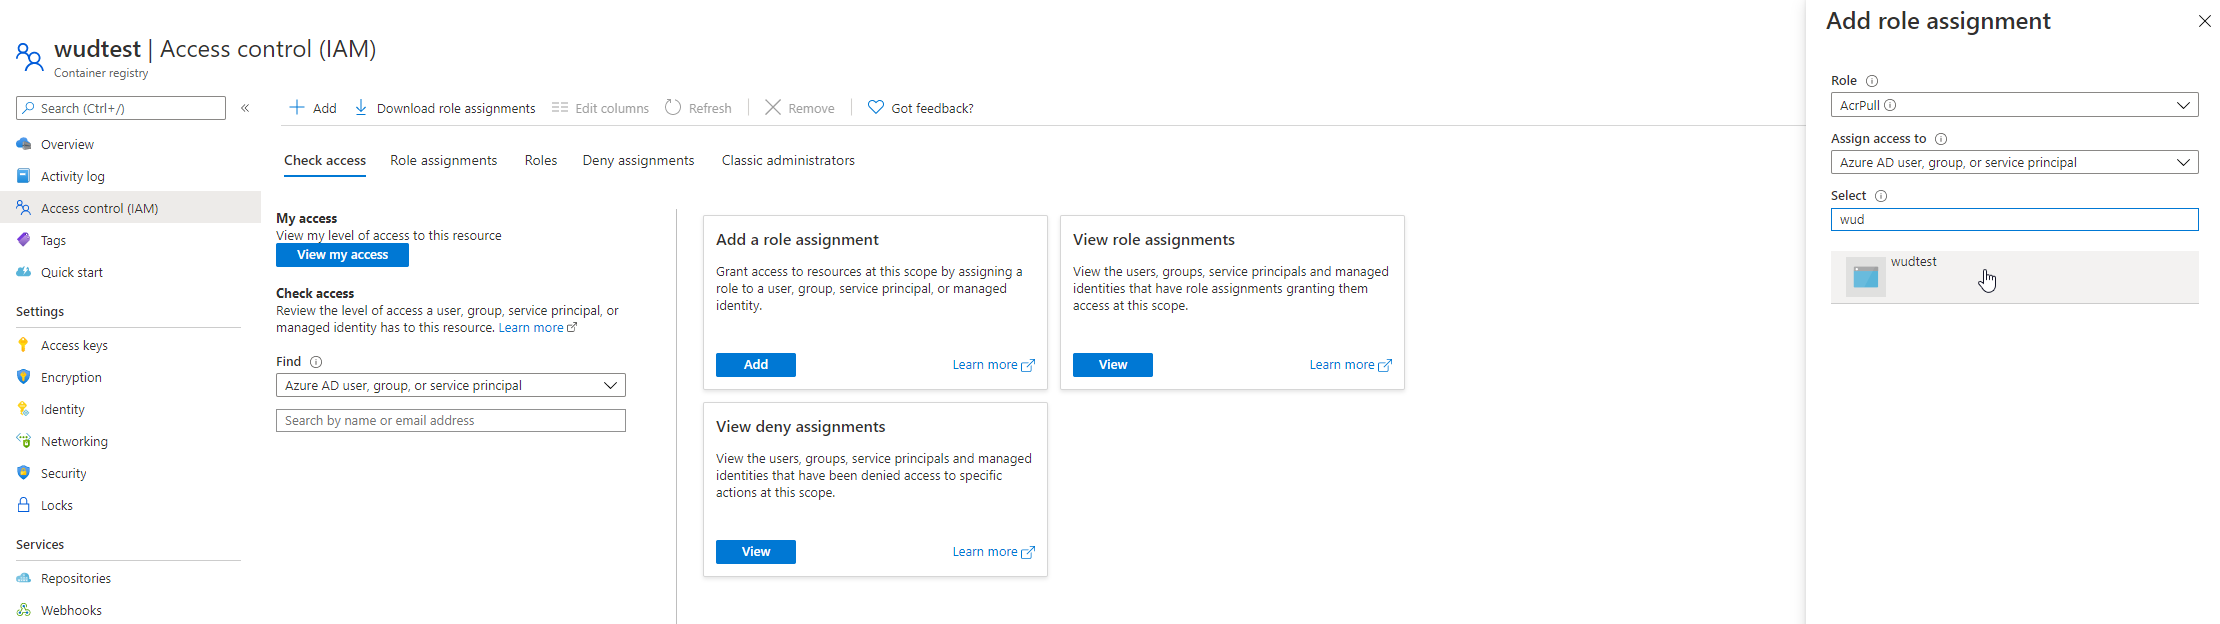 wudtest | Access control (IAM)
Container registry
Search (Ctrl+/)
«
Overview
Activity log
Access control (IAM)
Tags
Quick start
Settings
Access keys
Encryption
Identity
Networking
Security
Locks
Services
Repositories
Webhooks
Add
Download role assignments
Edit columns
Refresh
Remove
Got feedback?
Check access
Role assignments
Roles
Deny assignments
Classic administrators
My access
View my level of access to this resource
View my access
Check access
Review the level of access a user, group, service principal, or
managed identity has to this resource. Learn more
Find
Azure AD user, group, or service principal
Search by name or email address
Add a role assignment
Grant access to resources at this scope by assigning a
role to a user, group, service principal, or managed
identity.
Add
Learn more
View role assignments
View the users, groups, service principals and managed
identities that have role assignments granting them
access at this scope.
View
Learn more
View deny assignments
View the users, groups, service principals and managed
identities that have been denied access to specific
actions at this scope.
View
Learn more
Add role assignment
Role
AcrPull
Assign access to
Azure AD user, group, or service principal
Select
wud
wudtest